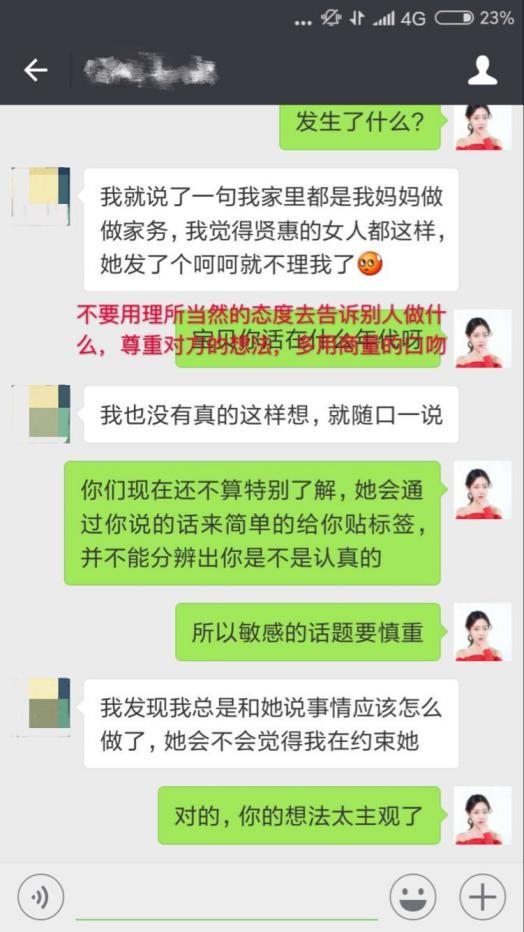 4G 23%
发生了什么?
我就说了一句我家里都是我妈妈做
做家务,我觉得贤惠的女人都这样,
她发了个呵呵就不理我了
不要用理所当然的态度去告诉别人做什
么，尊重对方的想法，多用商量的口吻
宝贝你活在什么年代呀
我也没有真的这样想,就随口一说
你们现在还不算特别了解,她会通
过你说的话来简单的给你贴标签,
并不能分辨出你是不是认真的
所以敏感的话题要慎重
我发现我总是和她说事情应该怎么
做了,她会不会觉得我在约束她
对的,你的想法太主观了